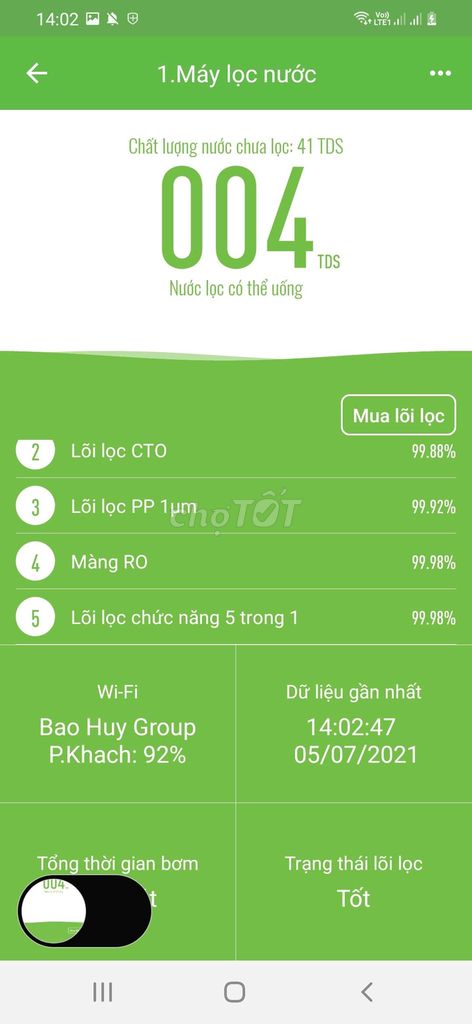 14:02
Vo))
LTE1
1.Máy lọc nước
Chất lượng nước chưa lọc: 41 TDS
004 TDS
Nước lọc có thể uống
Mua lõi lọc
2 Lõi lọc CTO 99.88%
3 Lõi lọc PP 1μm 99.92%
chợTỐT
4 Màng RO 99.98%
5 Lõi lọc chức năng 5 trong 1 99.98%
Wi-Fi
Bao Huy Group
P.Khach: 92%
Dữ liệu gần nhất
14:02:47
05/07/2021
Tổng thời gian bơm
t
Trạng thái lõi lọc
Tốt
004